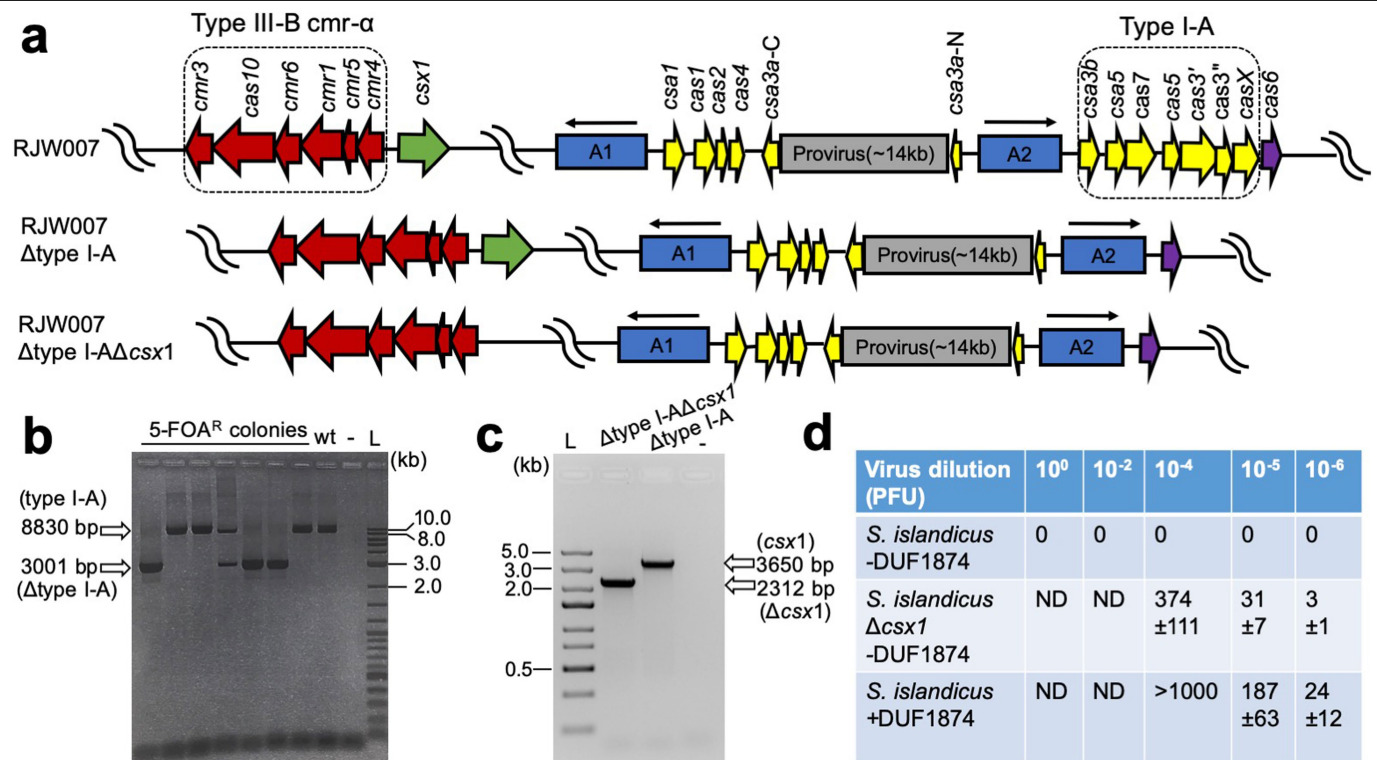 a
Type III-B cmr-α
Type I-A
cmr3
cas10
cmr6
cmr1
cmr5
cmr4
csx1
csa1
cas1
cas2
cas4
csa3a-C
csa3a-N
csa3b
csa5
cas7
cas5
cas3'
cas3"
casX
cas6
RJW007
A1
Provirus(~14kb)
A2
RJW007
Δtype I-A
A1
Provirus(~14kb)
A2
RJW007
Δtype I-AΔcsx1
A1
Provirus(~14kb)
A2
b
5-FOAᴿ colonies wt - L
(kb)
(type I-A)
8830 bp
3001 bp
(Δtype I-A)
10.0
8.0
3.0
2.0
c
L Δtype I-AΔcsx1 Δtype I-A -
(kb)
5.0
3.0
2.0
0.5
(csx1)
3650 bp
2312 bp
(Δcsx1)
d
Virus dilution (PFU) 10⁰ 10⁻² 10⁻⁴ 10⁻⁵ 10⁻⁶
S. islandicus 0 0 0 0 0
-DUF1874
S. islandicus ND ND 374 31 3
Δcsx1 ±111 ±7 ±1
-DUF1874
S. islandicus ND ND >1000 187 24
+DUF1874 ±63 ±12